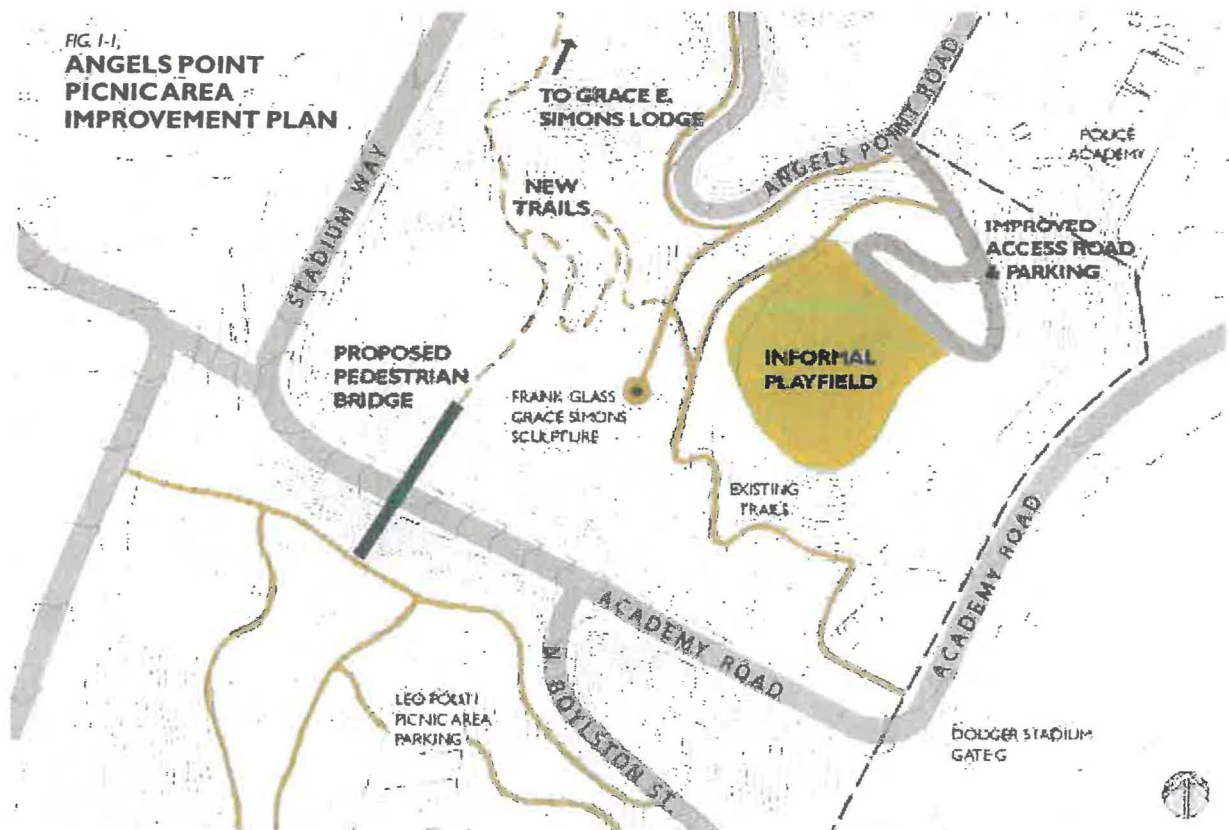 FIG. 1-1,
ANGELS POINT
PICNIC AREA
IMPROVEMENT PLAN
TO GRACE E.
SIMONS LODGE
ANGELS POINT ROAD
POLICE
ACADEMY
STADIUM WAY
NEW
TRAILS
IMPROVED
ACCESS ROAD
& PARKING
PROPOSED
PEDESTRIAN
BRIDGE
INFORMAL
PLAYFIELD
FRANK GLASS
GRACE SIMONS
SCULPTURE
EXISTING
TRAILS
ACADEMY ROAD
ACADEMY ROAD
N BOYLSTON ST.
LEO POLITI
PICNIC AREA
PARKING
DODGER STADIUM
GATE G